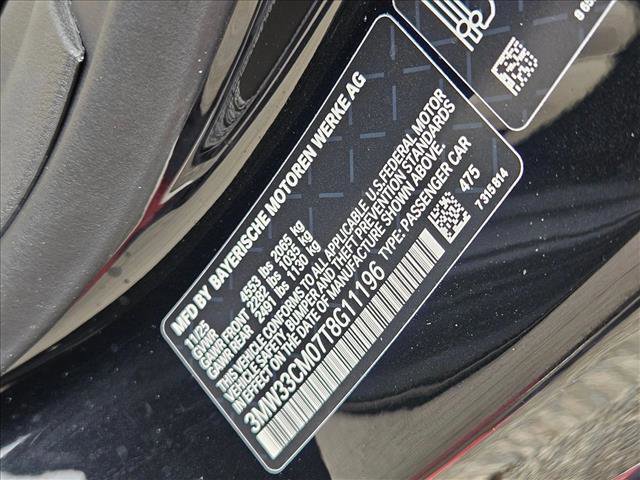 MFD BY BAYERISCHE MOTOREN WERKE AG
11/25
GVWR 4553 lbs 2065 kg
GAWR FRONT 2282 lbs 1035 kg
GAWR REAR 2491 lbs 1130 kg
THIS VEHICLE CONFORMS TO ALL APPLICABLE U.S. FEDERAL MOTOR
VEHICLE SAFETY, BUMPER AND THEFT PREVENTION STANDARDS
IN EFFECT ON THE DATE OF MANUFACTURE SHOWN ABOVE.
3MW33CM07T8G11196 TYPE: PASSENGER CAR
475
7315814